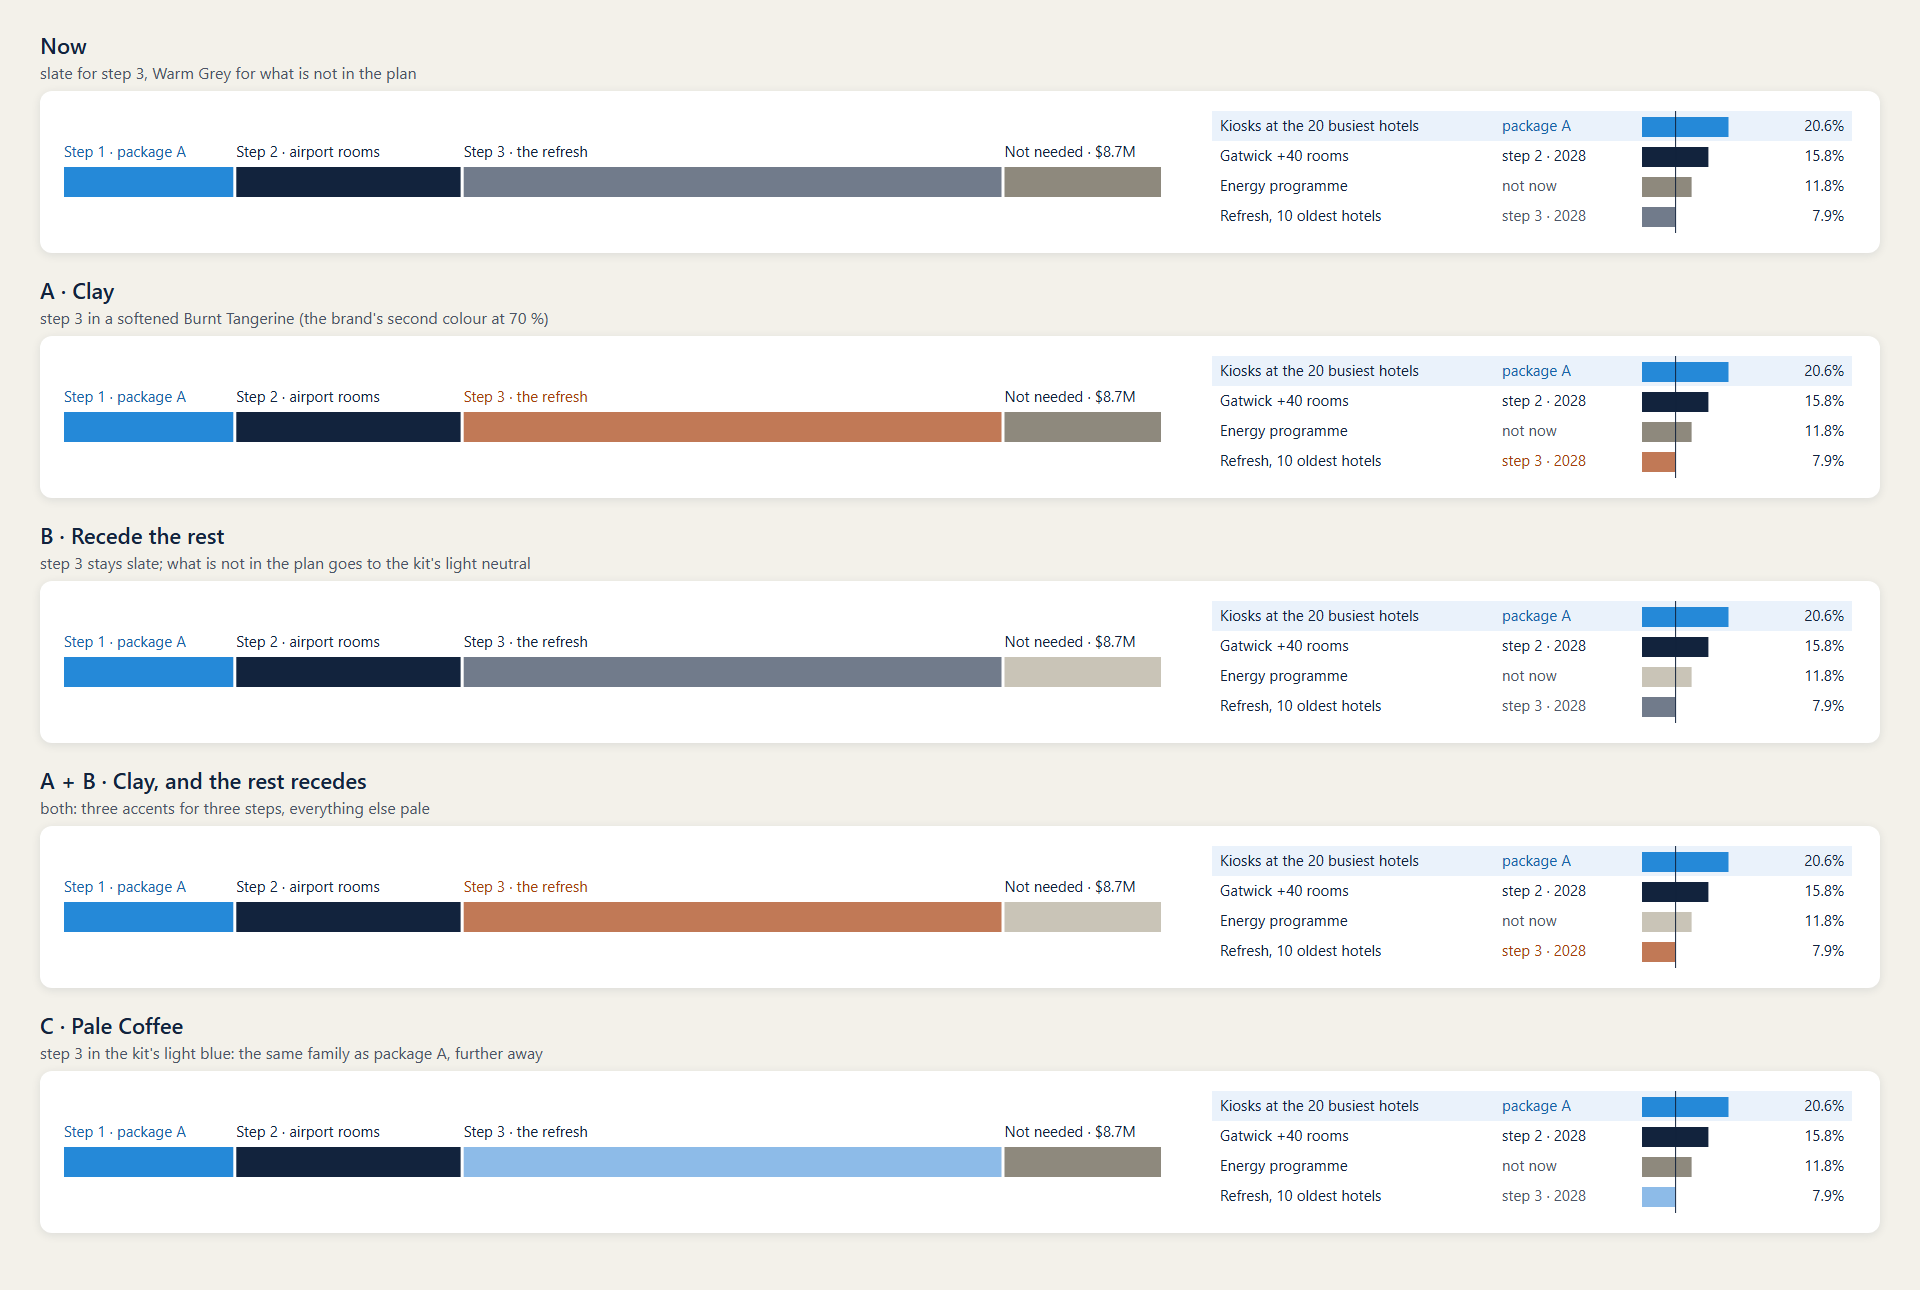 Now
slate for step 3, Warm Grey for what is not in the plan
Step 1 · package A Step 2 · airport rooms Step 3 · the refresh Not needed · $8.7M
Kiosks at the 20 busiest hotels package A 20.6%
Gatwick +40 rooms step 2 · 2028 15.8%
Energy programme not now 11.8%
Refresh, 10 oldest hotels step 3 · 2028 7.9%
A · Clay
step 3 in a softened Burnt Tangerine (the brand's second colour at 70 %)
Step 1 · package A Step 2 · airport rooms Step 3 · the refresh Not needed · $8.7M
Kiosks at the 20 busiest hotels package A 20.6%
Gatwick +40 rooms step 2 · 2028 15.8%
Energy programme not now 11.8%
Refresh, 10 oldest hotels step 3 · 2028 7.9%
B · Recede the rest
step 3 stays slate; what is not in the plan goes to the kit's light neutral
Step 1 · package A Step 2 · airport rooms Step 3 · the refresh Not needed · $8.7M
Kiosks at the 20 busiest hotels package A 20.6%
Gatwick +40 rooms step 2 · 2028 15.8%
Energy programme not now 11.8%
Refresh, 10 oldest hotels step 3 · 2028 7.9%
A + B · Clay, and the rest recedes
both: three accents for three steps, everything else pale
Step 1 · package A Step 2 · airport rooms Step 3 · the refresh Not needed · $8.7M
Kiosks at the 20 busiest hotels package A 20.6%
Gatwick +40 rooms step 2 · 2028 15.8%
Energy programme not now 11.8%
Refresh, 10 oldest hotels step 3 · 2028 7.9%
C · Pale Coffee
step 3 in the kit's light blue: the same family as package A, further away
Step 1 · package A Step 2 · airport rooms Step 3 · the refresh Not needed · $8.7M
Kiosks at the 20 busiest hotels package A 20.6%
Gatwick +40 rooms step 2 · 2028 15.8%
Energy programme not now 11.8%
Refresh, 10 oldest hotels step 3 · 2028 7.9%